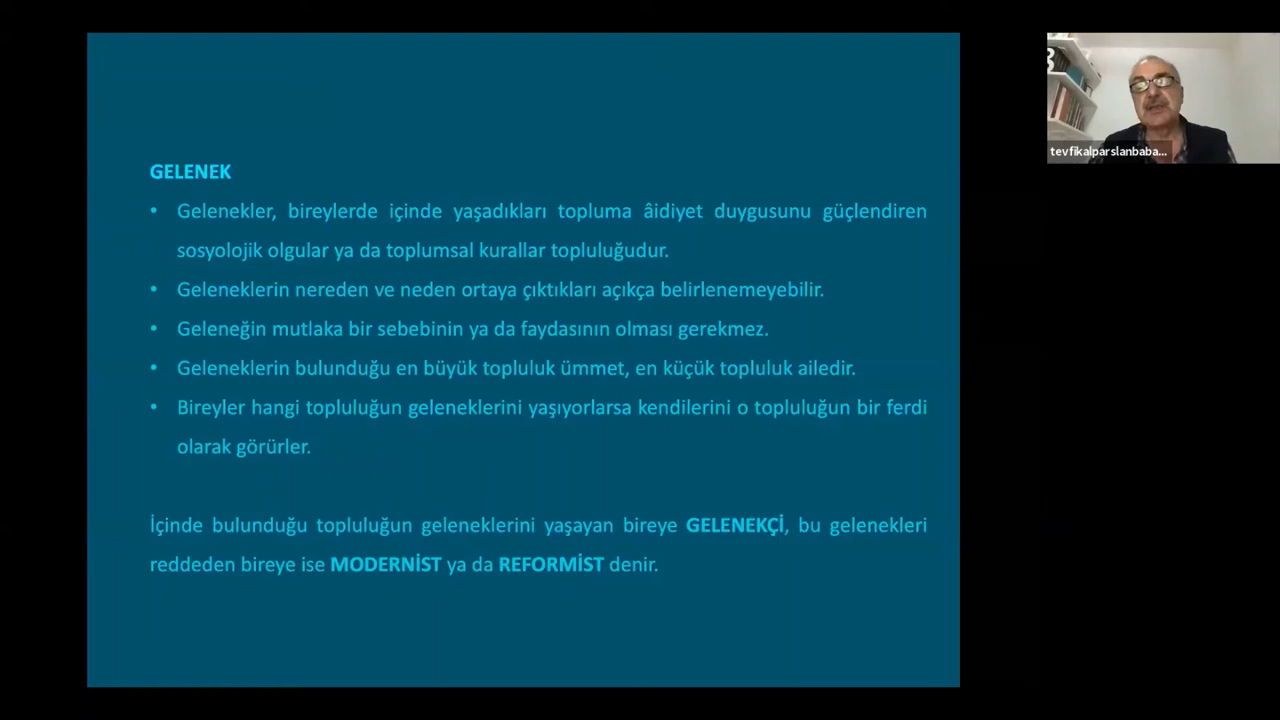 GELENEK
• Gelenekler, bireylerde içinde yaşadıkları topluma âidiyet duygusunu güçlendiren
sosyolojik olgular ya da toplumsal kurallar topluluğudur.
• Geleneklerin nereden ve neden ortaya çıktıkları açıkça belirlenemeyebilir.
• Geleneğin mutlaka bir sebebinin ya da faydasının olması gerekmez.
• Geleneklerin bulunduğu en büyük topluluk ümmet, en küçük topluluk ailedir.
• Bireyler hangi topluluğun geleneklerini yaşıyorlarsa kendilerini o topluluğun bir ferdi
olarak görürler.
İçinde bulunduğu topluluğun geleneklerini yaşayan bireye GELENEKÇİ, bu gelenekleri
reddeden bireye ise MODERNİST ya da REFORMİST denir.
tevfikalparslanbaba...